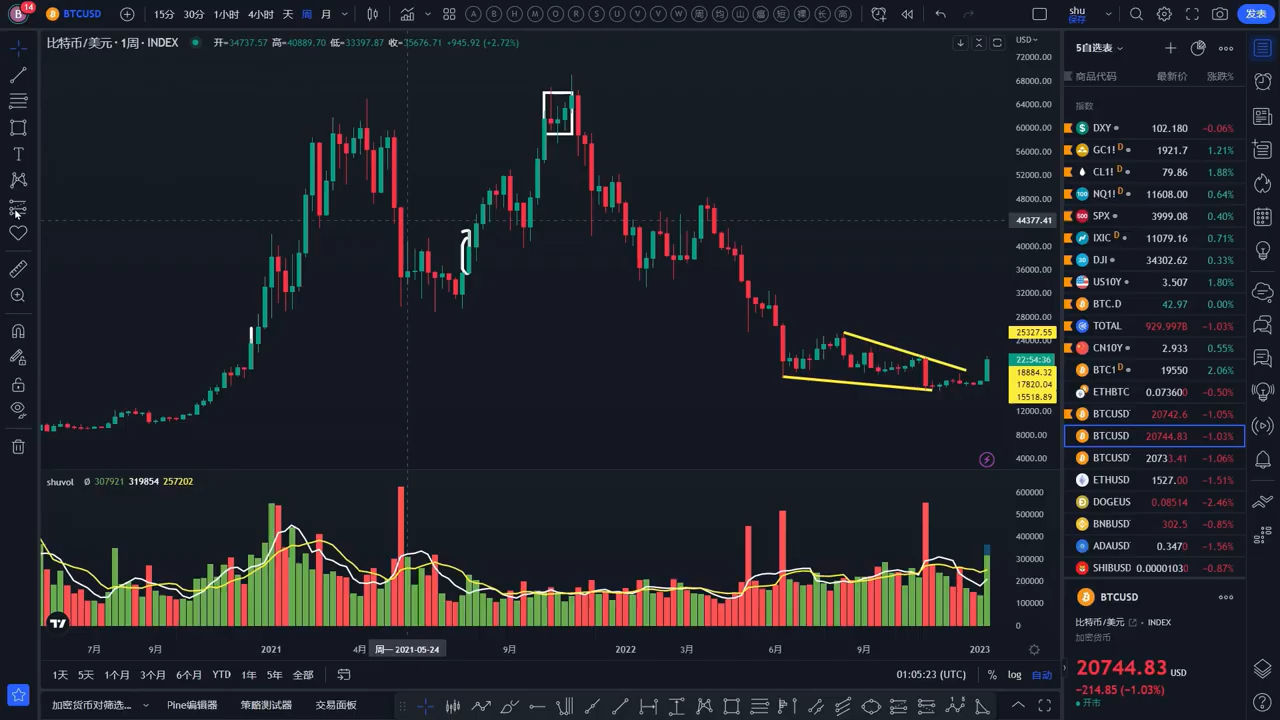 B 14 BTCUSD 15分 30分 1小时 4小时 天 周 月 shu 保存 发表
比特币/美元 · 1周 · INDEX 开=34737.57 高=40889.70 低=33397.87 收=35676.71 +945.92 (+2.72%)
USD
72000.00
68000.00
64000.00
60000.00
56000.00
52000.00
48000.00
44377.41
40000.00
36000.00
32000.00
28000.00
25327.55
24000.00
22:54:36
18884.32
17820.04
15518.89
12000.00
8000.00
4000.00
shuvol Ø 307921 319854 257202
600000
500000
400000
300000
200000
100000
0
7月 9月 2021 4月 周一 2021-05-24 9月 2022 3月 6月 9月 2023
1天 5天 1个月 3个月 6个月 YTD 1年 5年 全部 01:05:23 (UTC) % log 自动
加密货币对筛选... Pine编辑器 策略测试器 交易面板
5自选表
商品代码 最新价 涨跌%
指数
DXY 102.180 -0.06%
GC1! D 1921.7 1.21%
CL1! D 79.86 1.88%
NQ1! D 11608.00 0.64%
SPX 3999.08 0.40%
IXIC D 11079.16 0.71%
DJI 34302.62 0.33%
US10Y 3.507 1.80%
BTC.D 42.97 0.00%
TOTAL 929.997B -1.03%
CN10Y 2.933 0.55%
BTC1 D 19550 2.06%
ETHBTC 0.07360 -0.50%
BTCUSD 20742.6 -1.05%
BTCUSD 20744.83 -1.03%
BTCUSD 20733.41 -1.06%
ETHUSD 1527.00 -1.51%
DOGEUS 0.08514 -2.46%
BNBUSD 302.5 -0.85%
ADAUSD 0.3470 -1.56%
SHIBUSD 0.0000103 -0.87%
BTCUSD
比特币/美元 · INDEX
加密货币
20744.83 USD
-214.85 (-1.03%)
开市